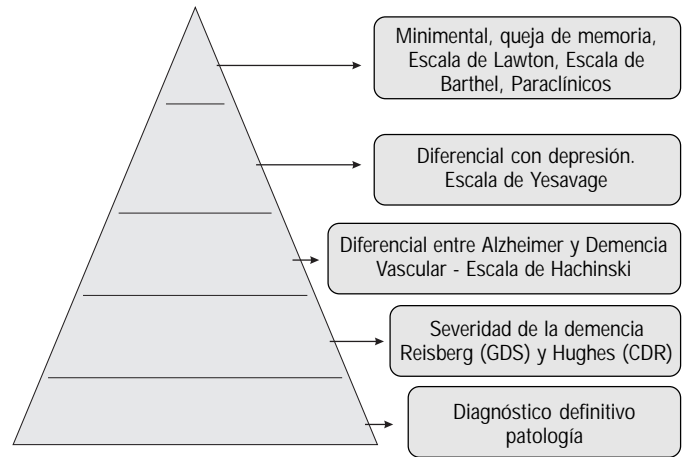 Minimental, queja de memoria,
Escala de Lawton, Escala de
Barthel, Paraclínicos
Diferencial con depresión.
Escala de Yesavage
Diferencial entre Alzheimer y Demencia
Vascular - Escala de Hachinski
Severidad de la demencia
Reisberg (GDS) y Hughes (CDR)
Diagnóstico definitivo
patología